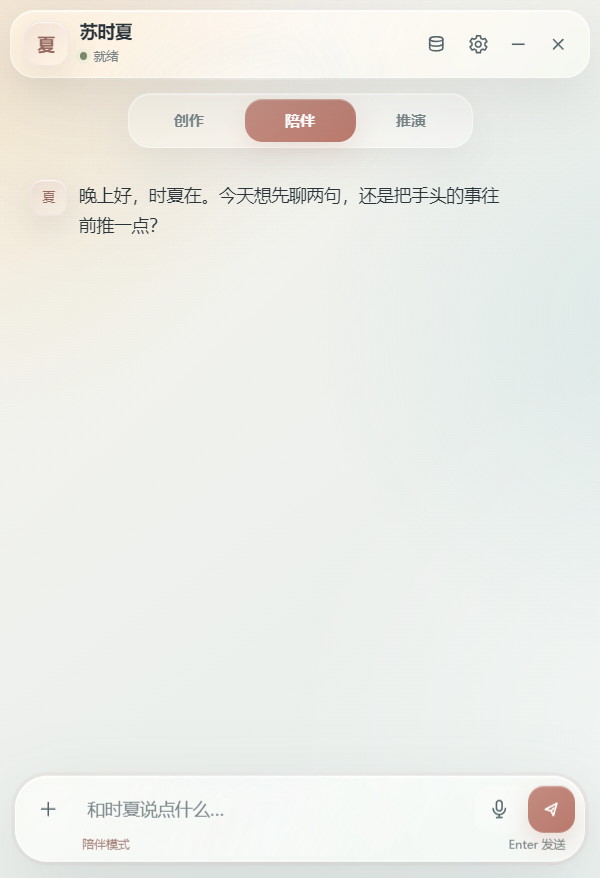 夏
苏时夏
就绪
创作 陪伴 推演
夏
晚上好，时夏在。今天想先聊两句，还是把手头的事往
前推一点？
和时夏说点什么...
陪伴模式 Enter 发送